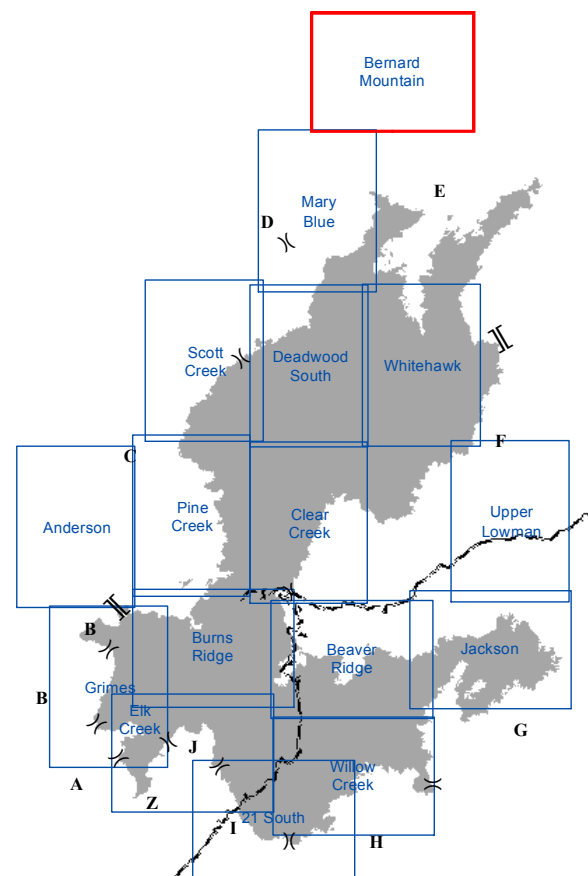 Bernard
Mountain
E
Mary
Blue
D
Scott
Creek
Deadwood
South
Whitehawk
C
F
Pine
Creek
Clear
Creek
Anderson
Upper
Lowman
B
Burns
Ridge
Beaver
Ridge
Jackson
B
Grimes
Elk
Creek
G
J
A
Z
Willow
Creek
I
21 South
H